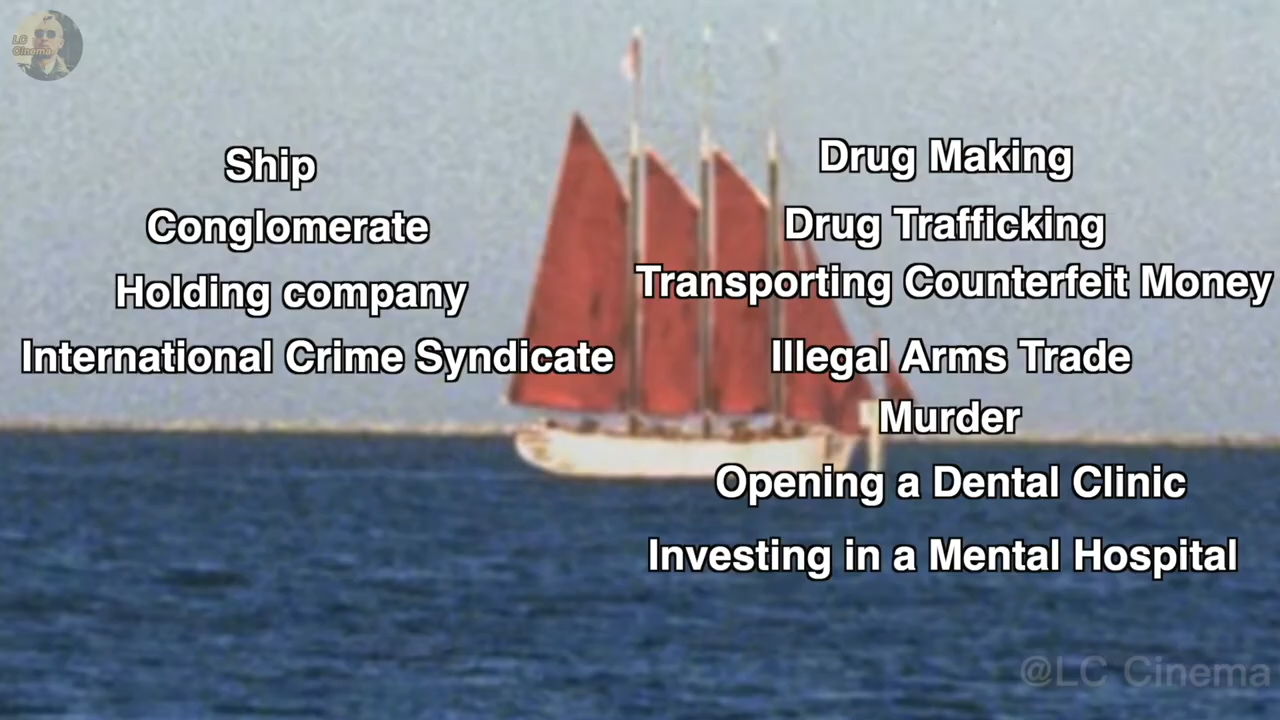 LC
Cinema
Ship
Conglomerate
Holding company
International Crime Syndicate
Drug Making
Drug Trafficking
Transporting Counterfeit Money
Illegal Arms Trade
Murder
Opening a Dental Clinic
Investing in a Mental Hospital
@LC Cinema